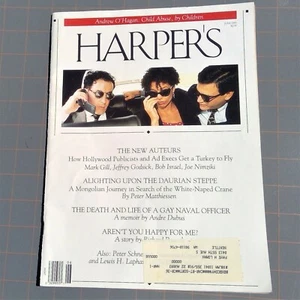 Andrew O'Hagan: Child Abuse, by Children
HARPER'S
THE NEW AUTEURS
How Hollywood Publicists and Ad Execs Get a Turkey to Fly
Mark Gill, Jeffrey Godsick, Bob Israel, Joe Nimziki
ALIGHTING UPON THE DAURIAN STEPPE
A Mongolian Journey in Search of the White-Naped Crane
By Peter Matthiessen
THE DEATH AND LIFE OF A GAY NAVAL OFFICER
A memoir by Andre Dubus
AREN'T YOU HAPPY FOR ME?
A story by Richard
Also: Peter
and Lewis H. Lapham